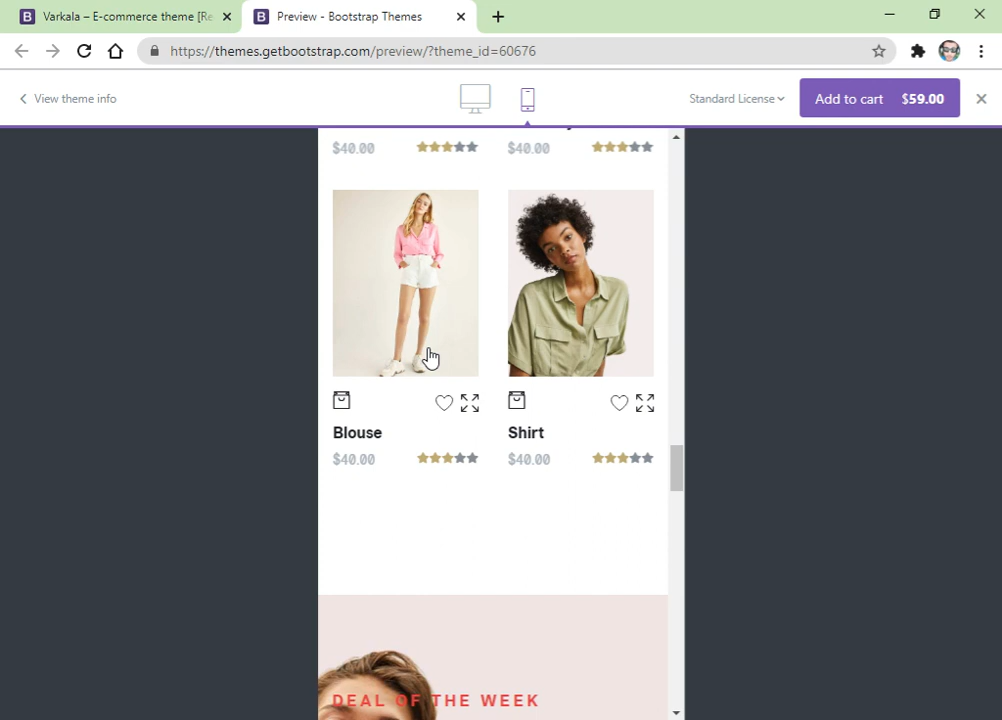 Varkala – E-commerce theme [Re
Preview - Bootstrap Themes
https://themes.getbootstrap.com/preview/?theme_id=60676
View theme info
Standard License
Add to cart $59.00
$40.00
$40.00
Blouse
Shirt
$40.00
$40.00
DEAL OF THE WEEK